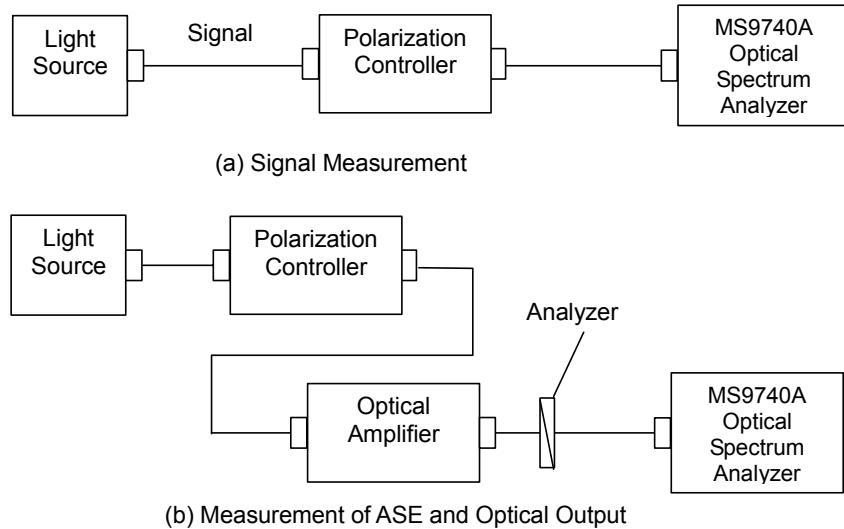 Light
Source
Signal
Polarization
Controller
MS9740A
Optical
Spectrum
Analyzer
(a) Signal Measurement
Light
Source
Polarization
Controller
Analyzer
Optical
Amplifier
MS9740A
Optical
Spectrum
Analyzer
(b) Measurement of ASE and Optical Output